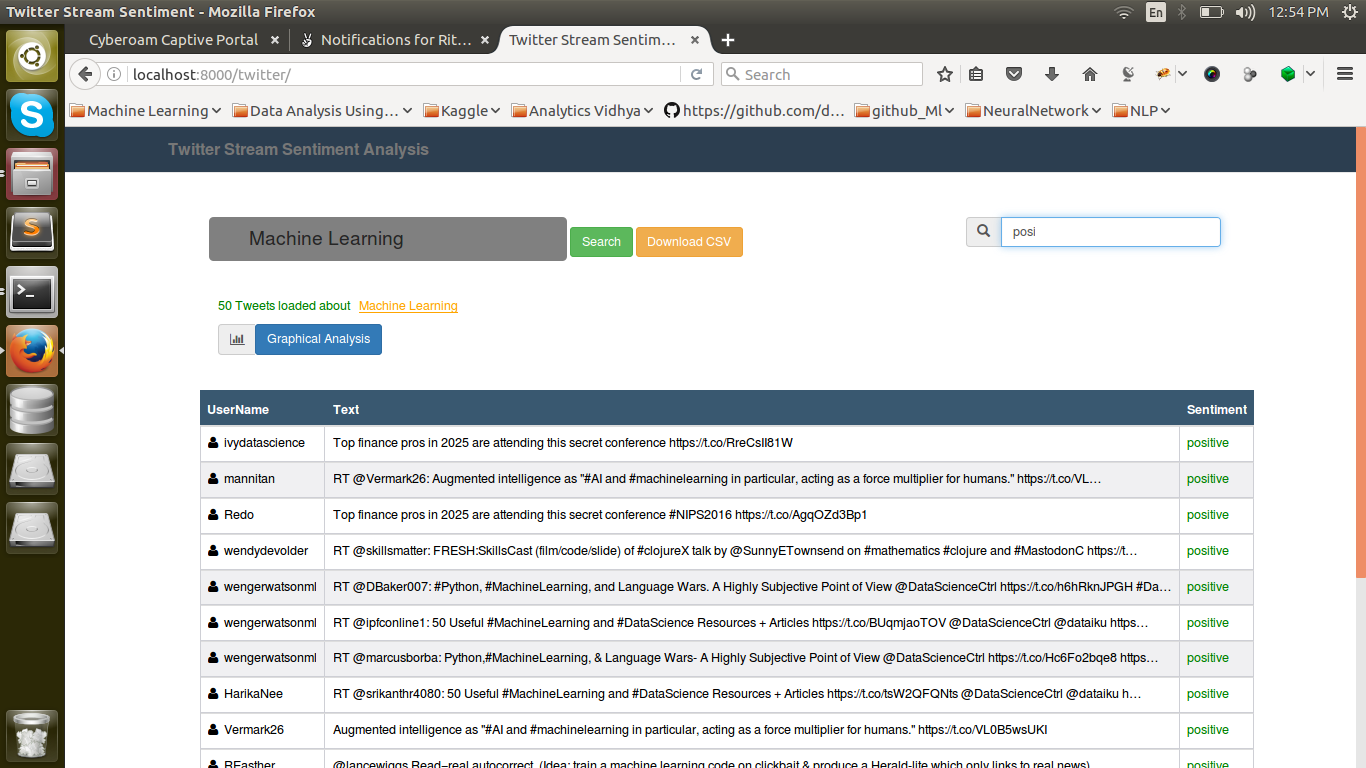 Twitter Stream Sentiment - Mozilla Firefox En 12:54 PM
Cyberoam Captive Portal Notifications for Rit... Twitter Stream Sentim...
localhost:8000/twitter/ Search
Machine Learning Data Analysis Using... Kaggle Analytics Vidhya https://github.com/d... github_Ml NeuralNetwork NLP
Twitter Stream Sentiment Analysis
Machine Learning Search Download CSV posi
50 Tweets loaded about Machine Learning
Graphical Analysis
UserName Text Sentiment
ivydatascience Top finance pros in 2025 are attending this secret conference https://t.co/RreCsII81W positive
mannitan RT @Vermark26: Augmented intelligence as "#AI and #machinelearning in particular, acting as a force multiplier for humans." https://t.co/VL... positive
Redo Top finance pros in 2025 are attending this secret conference #NIPS2016 https://t.co/AgqOZd3Bp1 positive
wendydevolder RT @skillsmatter: FRESH:SkillsCast (film/code/slide) of #clojureX talk by @SunnyETownsend on #mathematics #clojure and #MastodonC https://t... positive
wengerwatsonml RT @DBaker007: #Python, #MachineLearning, and Language Wars. A Highly Subjective Point of View @DataScienceCtrl https://t.co/h6hRknJPGH #Da... positive
wengerwatsonml RT @ipfconline1: 50 Useful #MachineLearning and #DataScience Resources + Articles https://t.co/BUqmjaoTOV @DataScienceCtrl @dataiku https... positive
wengerwatsonml RT @marcusborba: Python,#MachineLearning, & Language Wars- A Highly Subjective Point of View @DataScienceCtrl https://t.co/Hc6Fo2bqe8 https... positive
HarikaNee RT @srikanthr4080: 50 Useful #MachineLearning and #DataScience Resources + Articles https://t.co/tsW2QFQNts @DataScienceCtrl @dataiku h... positive
Vermark26 Augmented intelligence as "#AI and #machinelearning in particular, acting as a force multiplier for humans." https://t.co/VL0B5wsUKI positive
REasther @lancewiggs Read–real autocorrect. (Idea: train a machine learning code on clickbait & produce a Herald-lite which only links to real news) positive